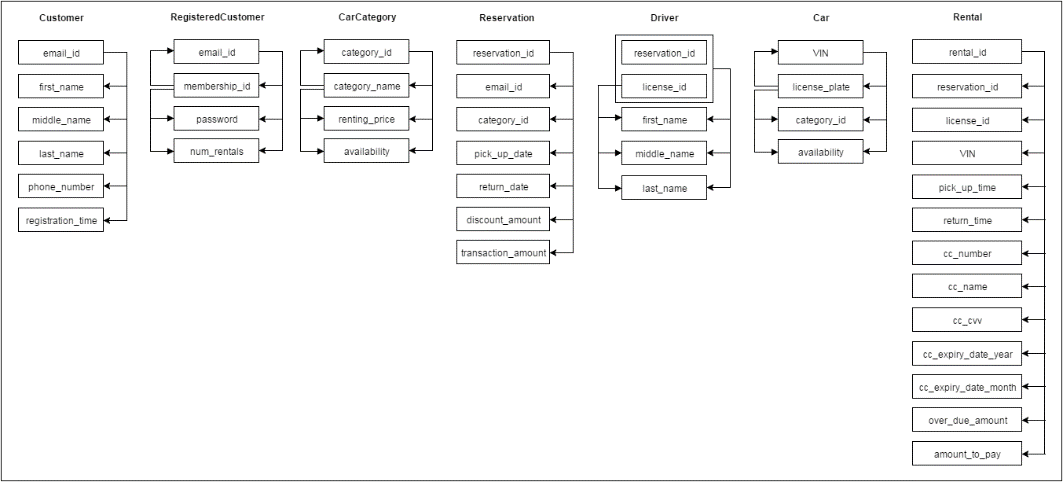 Customer
email_id
first_name
middle_name
last_name
phone_number
registration_time
RegisteredCustomer
email_id
membership_id
password
num_rentals
CarCategory
category_id
category_name
renting_price
availability
Reservation
reservation_id
email_id
category_id
pick_up_date
return_date
discount_amount
transaction_amount
Driver
reservation_id
license_id
first_name
middle_name
last_name
Car
VIN
license_plate
category_id
availability
Rental
rental_id
reservation_id
license_id
VIN
pick_up_time
return_time
cc_number
cc_name
cc_cvv
cc_expiry_date_year
cc_expiry_date_month
over_due_amount
amount_to_pay